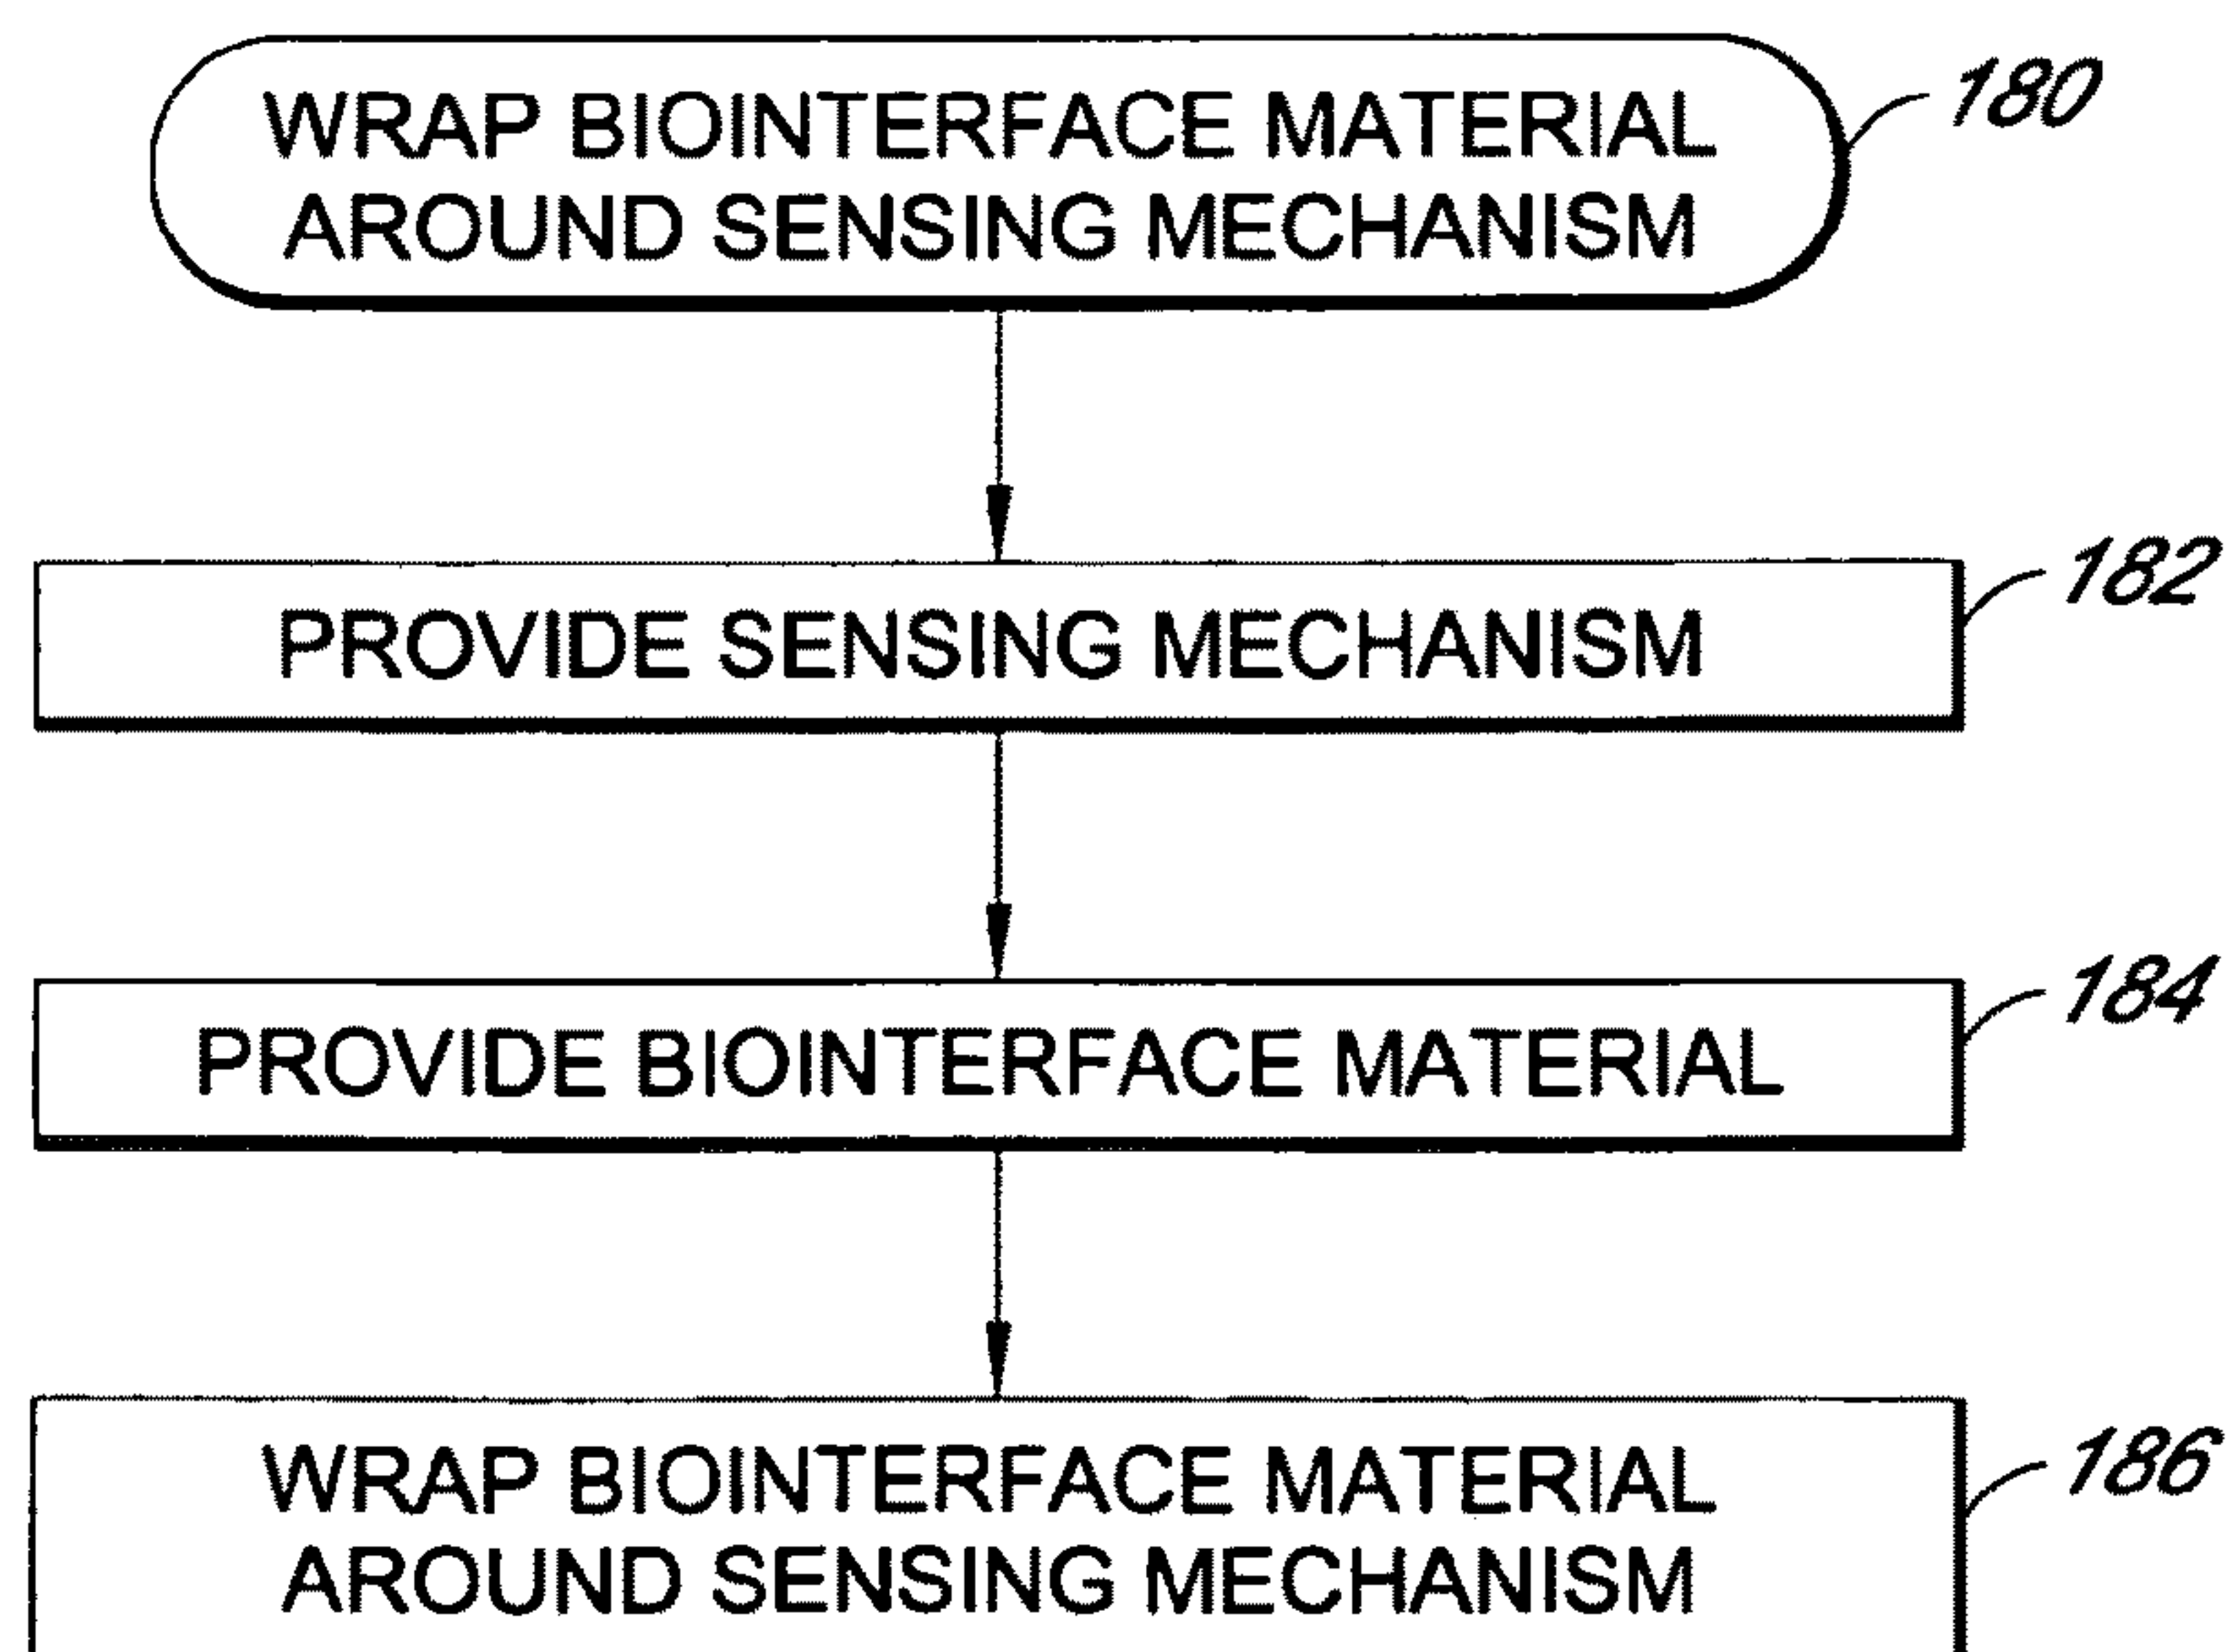 WRAP BIOINTERFACE MATERIAL
AROUND SENSING MECHANISM
180
PROVIDE SENSING MECHANISM
182
PROVIDE BIOINTERFACE MATERIAL
184
WRAP BIOINTERFACE MATERIAL
AROUND SENSING MECHANISM
186